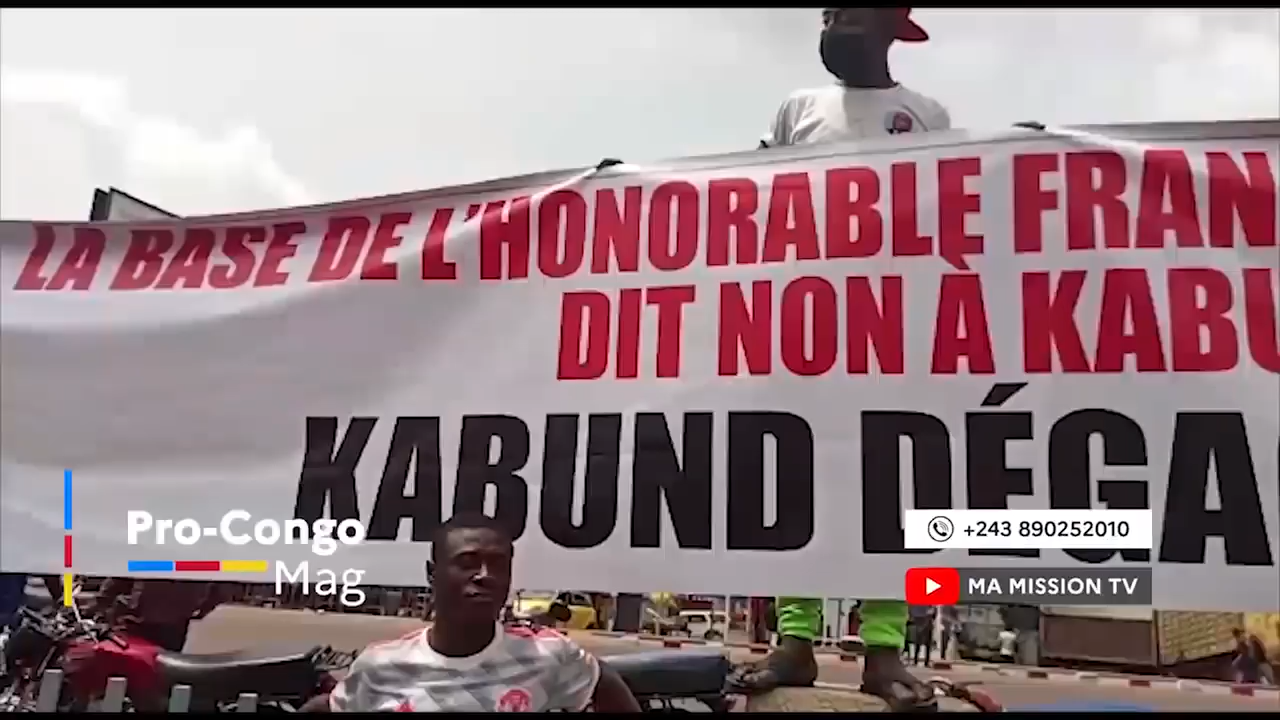 LA BASE DE L'HONORABLE FRAN
DIT NON À KABU
KABUND DÉGA
Pro-Congo
Mag
+243 890252010
MA MISSION TV